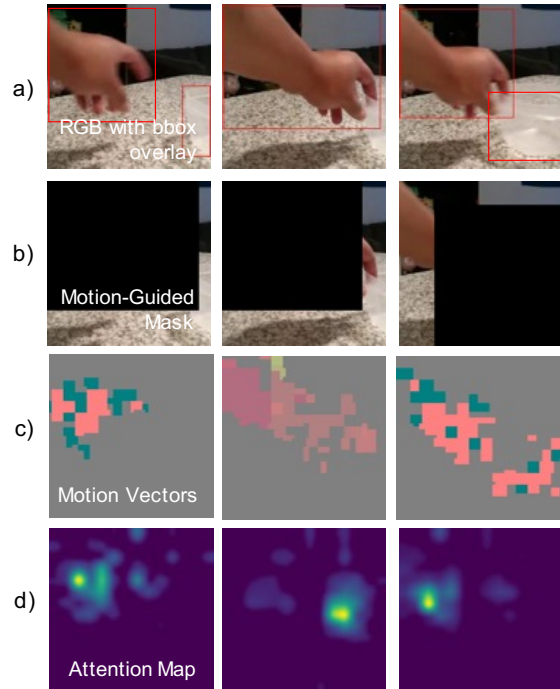 a)
RGB with bbox
overlay
b)
Motion-Guided
Mask
c)
Motion Vectors
d)
Attention Map